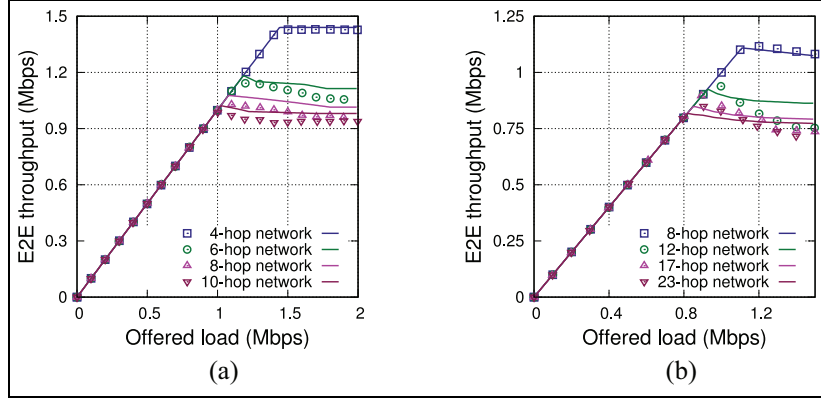 1.5
1.2
0.9
0.6
0.3
0
E2E throughput (Mbps)
4-hop network
6-hop network
8-hop network
10-hop network
0 0.5 1 1.5 2
Offered load (Mbps)
(a)
1.25
1
0.75
0.5
0.25
0
E2E throughput (Mbps)
8-hop network
12-hop network
17-hop network
23-hop network
0 0.4 0.8 1.2
Offered load (Mbps)
(b)